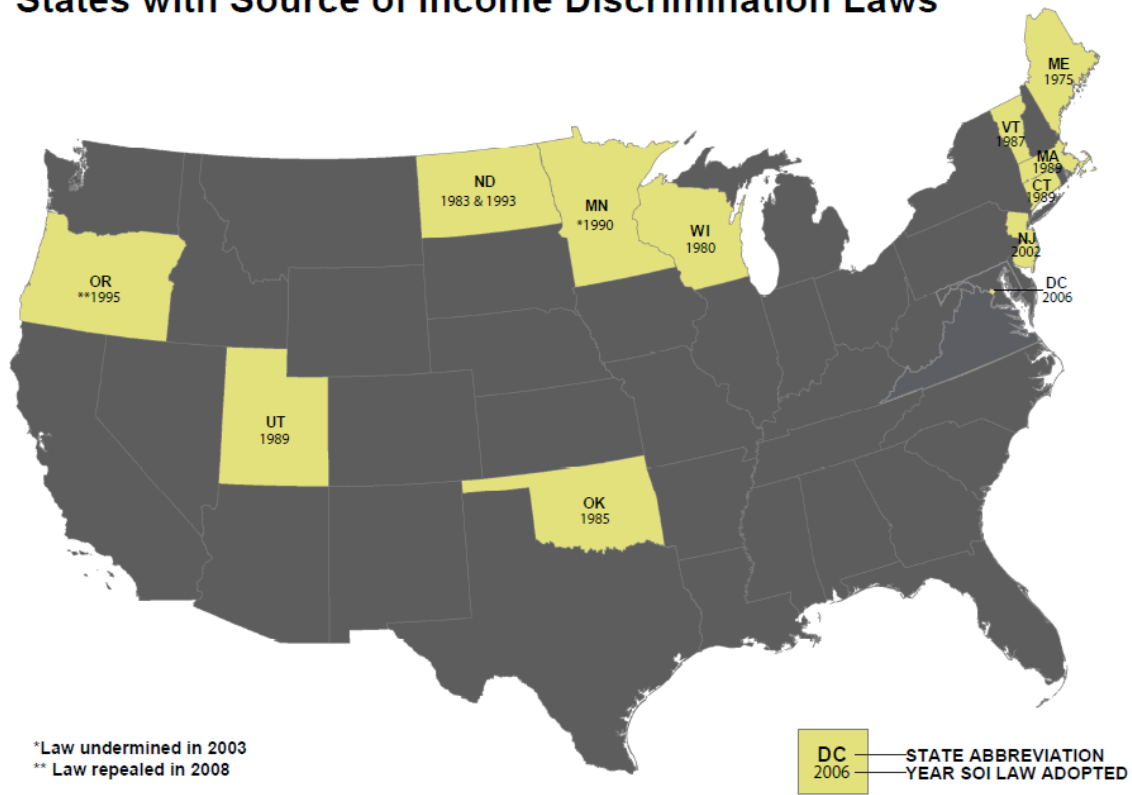 States with Source of Income Discrimination Laws
ME
1975
VT
1987
MA
1989
CT
1989
NJ
2002
DC
2006
ND
1983 & 1993
MN
*1990
WI
1980
OR
**1995
UT
1989
OK
1985
*Law undermined in 2003
** Law repealed in 2008
DC
2006
STATE ABBREVIATION
YEAR SOI LAW ADOPTED